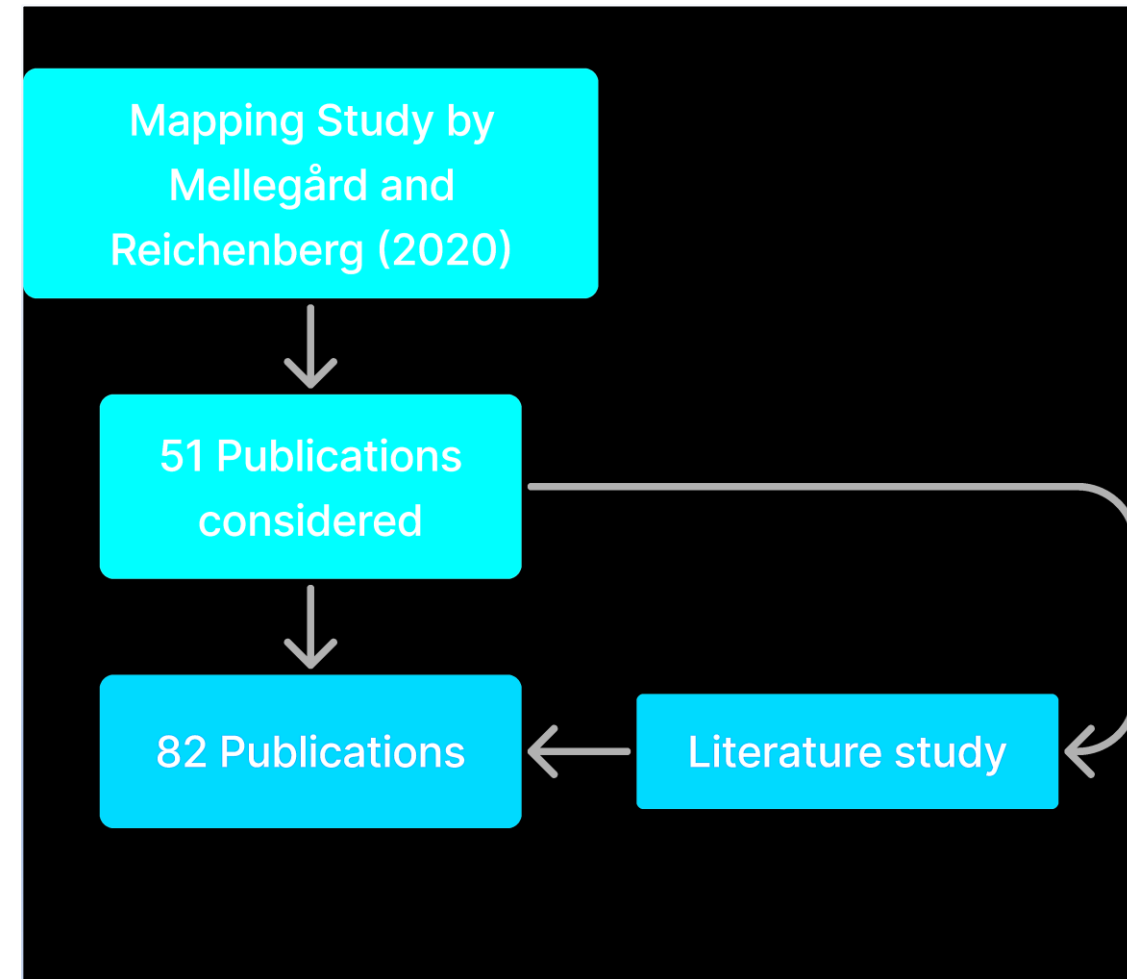 Mapping Study by
Mellegård and
Reichenberg (2020)
51 Publications
considered
82 Publications
Literature study